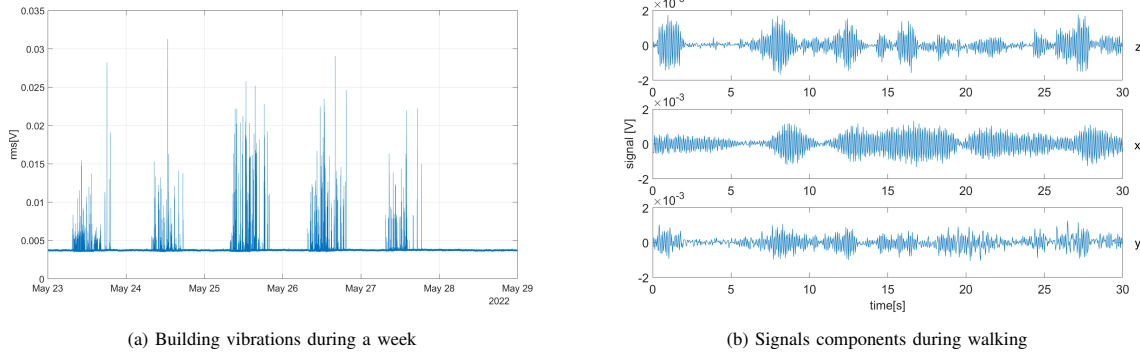 0.035
0.03
0.025
0.02
0.015
0.01
0.005
0
rms[V]
May 23 May 24 May 25 May 26 May 27 May 28 May 29
2022
(a) Building vibrations during a week
2 ×10⁻³
0
-2
z
0 5 10 15 20 25 30
2 ×10⁻³
0
-2
signal [V]
x
0 5 10 15 20 25 30
2 ×10⁻³
0
-2
y
0 5 10 15 20 25 30
time[s]
(b) Signals components during walking